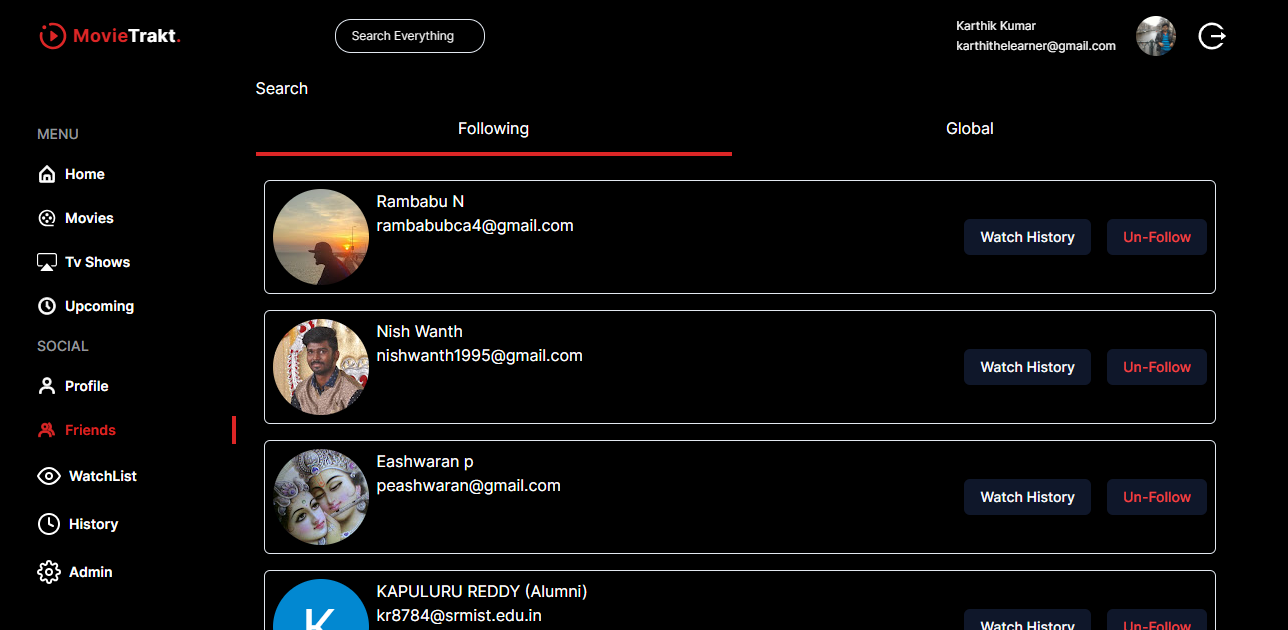 MovieTrakt.
Search Everything
Karthik Kumar
karthithelearner@gmail.com
MENU
Home
Movies
Tv Shows
Upcoming
SOCIAL
Profile
Friends
WatchList
History
Admin
Search
Following
Global
Rambabu N
rambabubca4@gmail.com
Watch History
Un-Follow
Nish Wanth
nishwanth1995@gmail.com
Watch History
Un-Follow
Eashwaran p
peashwaran@gmail.com
Watch History
Un-Follow
K
KAPULURU REDDY (Alumni)
kr8784@srmist.edu.in
Watch History
Un-Follow